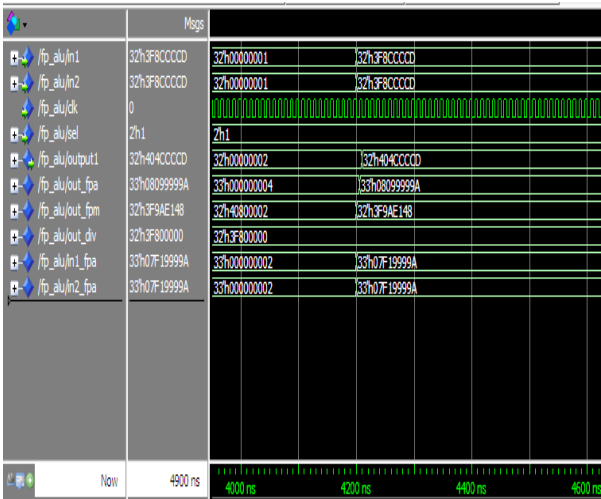 Msgs
/fp_alu/in1 32'h3F8CCCCD 32'h00000001 32'h3F8CCCCD
/fp_alu/in2 32'h3F8CCCCD 32'h00000001 32'h3F8CCCCD
/fp_alu/clk 0
/fp_alu/sel 2'h1 2'h1
/fp_alu/output1 32'h404CCCCD 32'h00000002 32'h404CCCCD
/fp_alu/out_fpa 33'h08099999A 33'h000000004 33'h08099999A
/fp_alu/out_fpm 32'h3F9AE148 32'h40800002 32'h3F9AE148
/fp_alu/out_div 32'h3F800000 32'h3F800000
/fp_alu/in1_fpa 33'h07F19999A 33'h000000002 33'h07F19999A
/fp_alu/in2_fpa 33'h07F19999A 33'h000000002 33'h07F19999A
Now 4900 ns 4000 ns 4200 ns 4400 ns 4600 ns